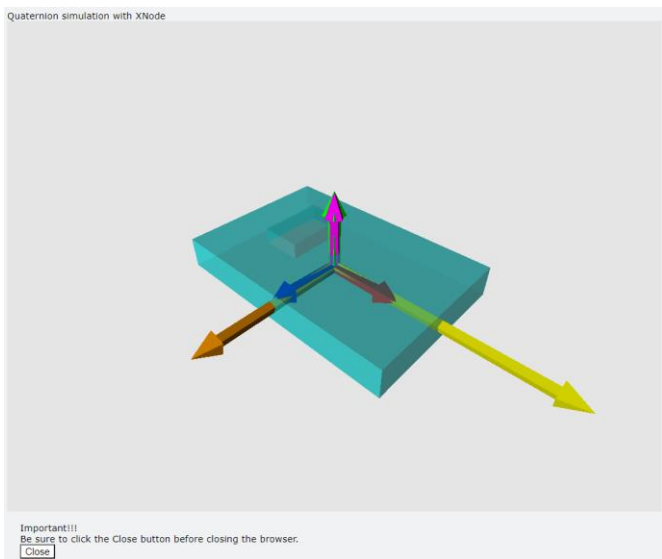 Quaternion simulation with XNode
Important!!!
Be sure to click the Close button before closing the browser.
Close